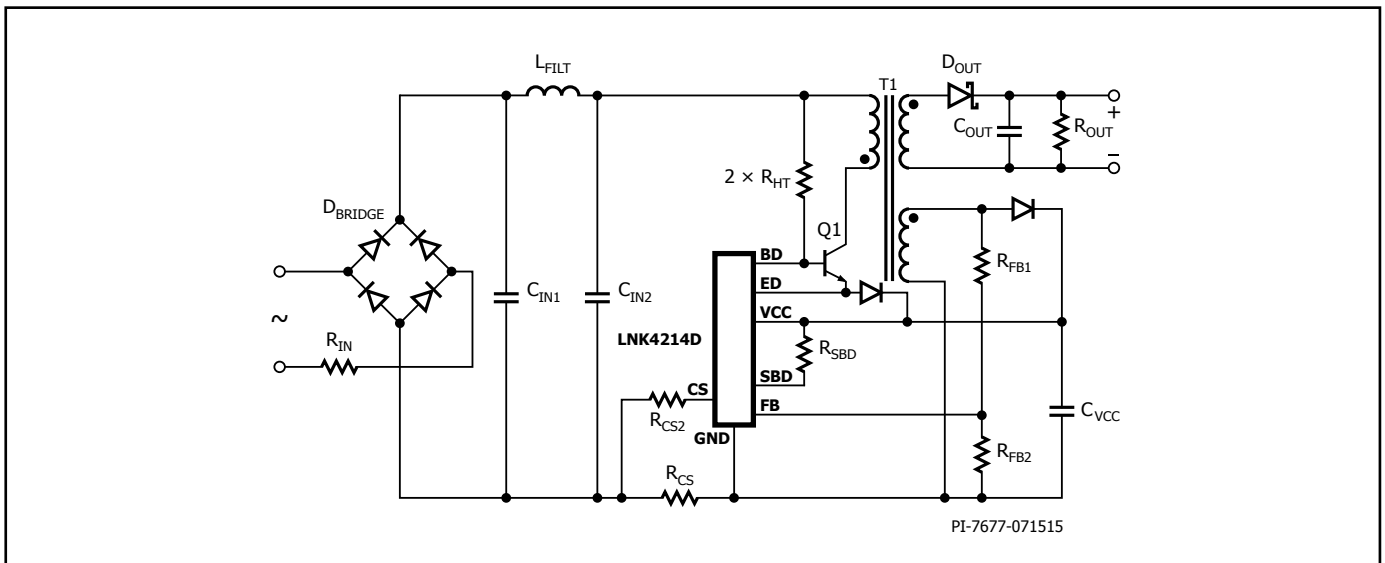 L_FILT
T1
D_OUT
C_OUT
R_OUT
+
−
2 × R_HT
D_BRIDGE
Q1
BD
ED
VCC
R_FB1
C_IN1
C_IN2
~
R_IN
LNK4214D
R_SBD
CS
SBD
FB
R_CS2
GND
C_VCC
R_FB2
R_CS
PI-7677-071515